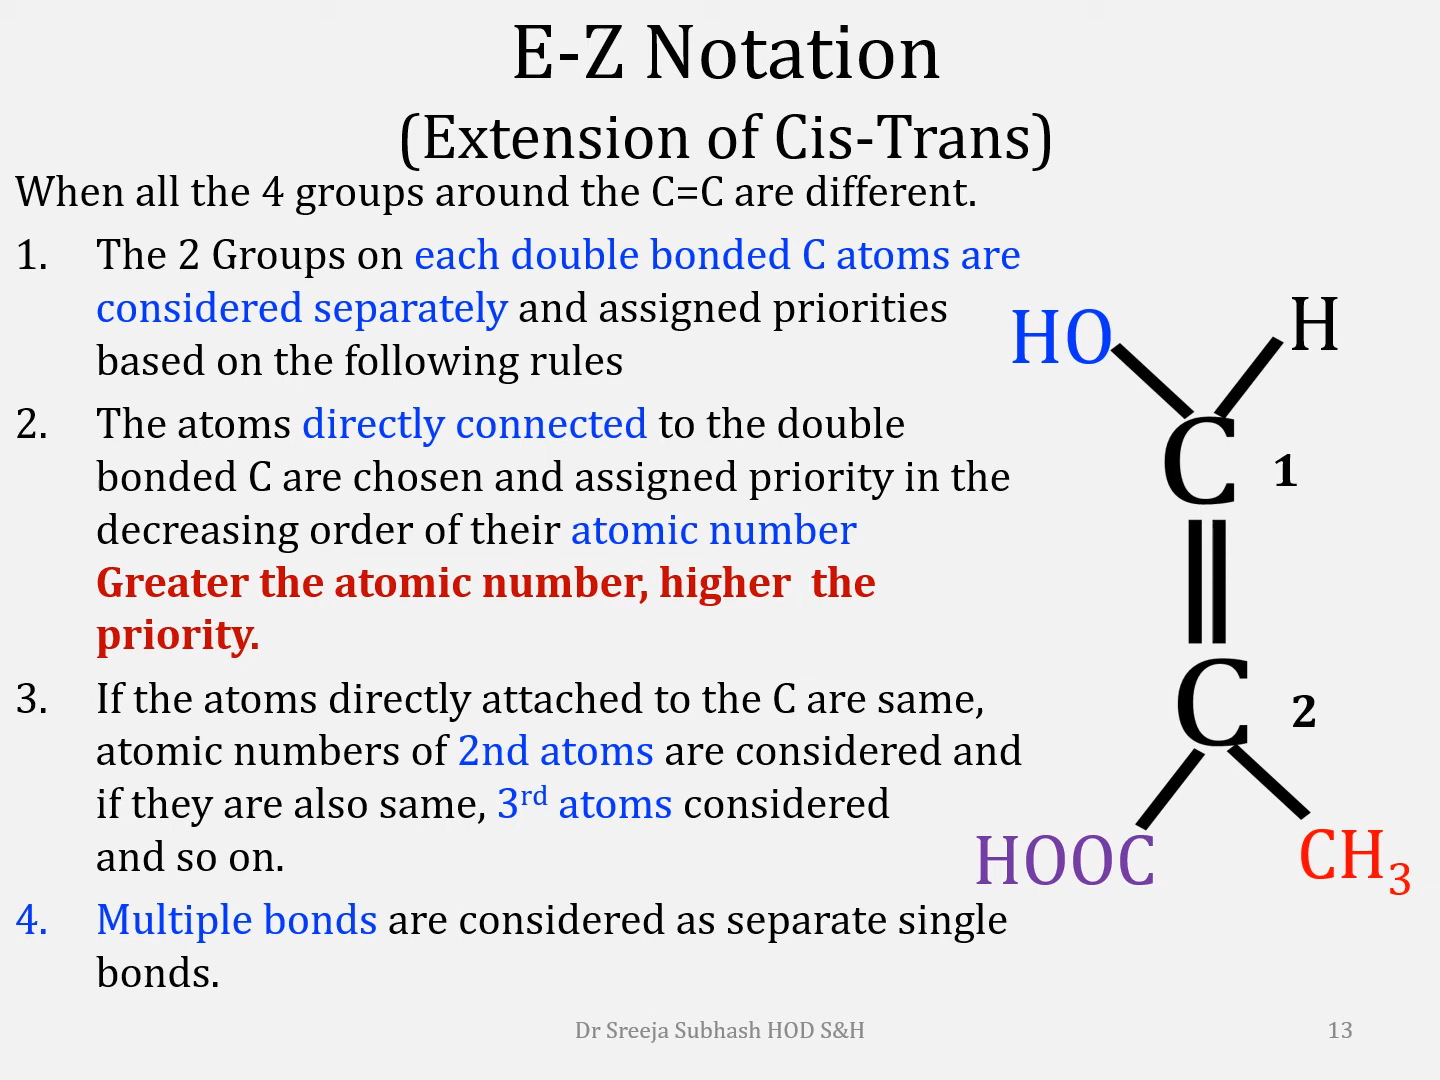 E-Z Notation
(Extension of Cis-Trans)
When all the 4 groups around the C=C are different.
1. The 2 Groups on each double bonded C atoms are
considered separately and assigned priorities
based on the following rules
2. The atoms directly connected to the double
bonded C are chosen and assigned priority in the
decreasing order of their atomic number
Greater the atomic number, higher  the
priority.
3. If the atoms directly attached to the C are same,
atomic numbers of 2nd atoms are considered and
if they are also same, 3rd atoms considered
and so on.
4. Multiple bonds are considered as separate single
bonds.
HO H
C 1
C 2
HOOC CH3
Dr Sreeja Subhash HOD S&H 13